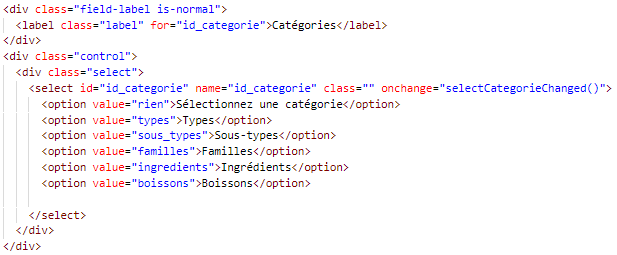 <div class="field-label is-normal">
<label class="label" for="id_categorie">Catégories</label>
</div>
<div class="control">
<div class="select">
<select id="id_categorie" name="id_categorie" class="" onchange="selectCategorieChanged()">
<option value="rien">Sélectionnez une catégorie</option>
<option value="types">Types</option>
<option value="sous_types">Sous-types</option>
<option value="familles">Familles</option>
<option value="ingredients">Ingrédients</option>
<option value="boissons">Boissons</option>
</select>
</div>
</div>